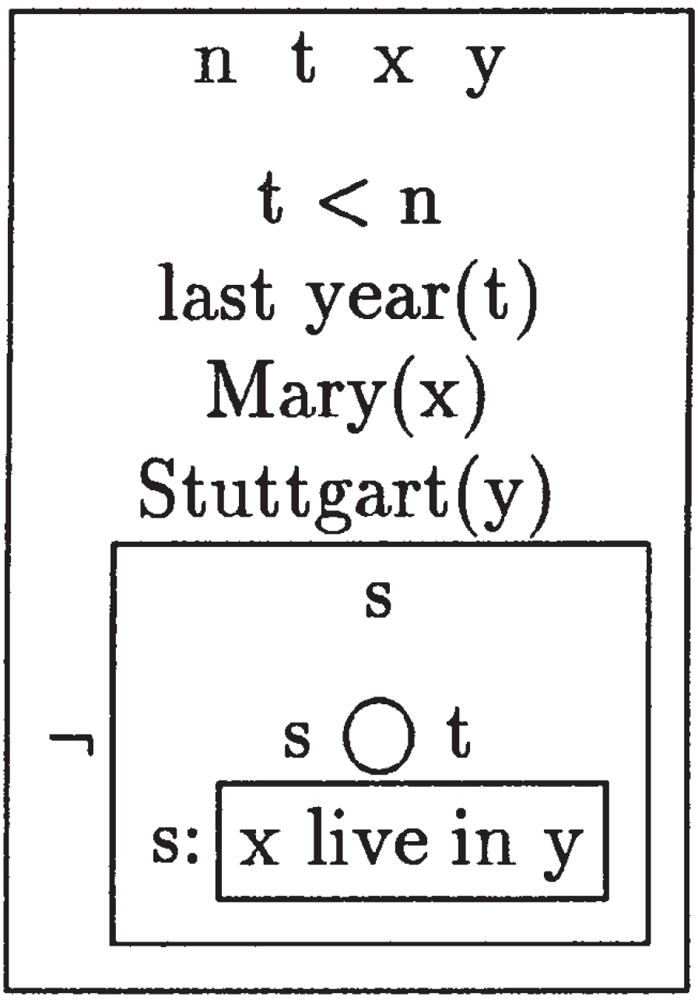 n t x y
t < n
last year(t)
Mary(x)
Stuttgart(y)
s
¬
s ○ t
s: x live in y